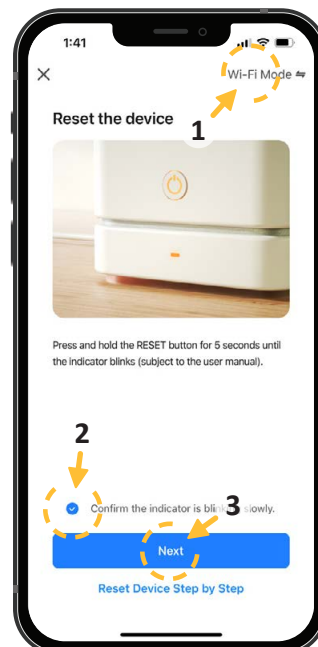 1:41
Wi-Fi Mode
1
Reset the device
Press and hold the RESET button for 5 seconds until
the indicator blinks (subject to the user manual).
2
3
Confirm the indicator is blinking slowly.
Next
Reset Device Step by Step